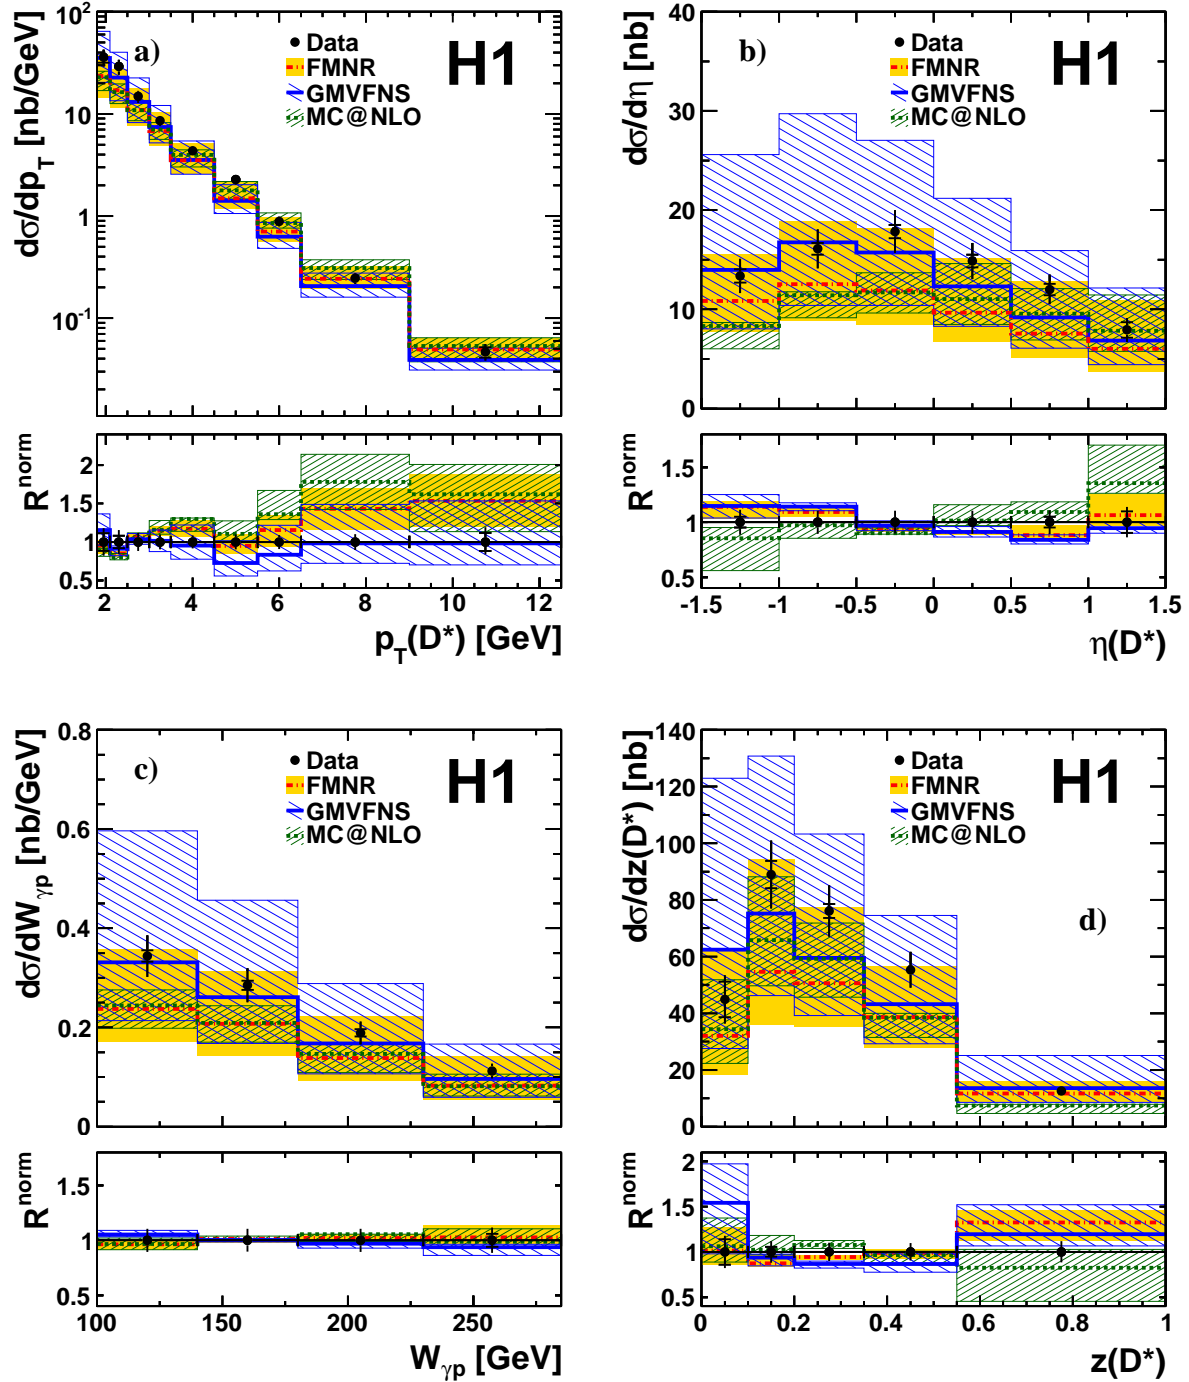 a)
H1
Data
FMNR
GMVFNS
MC@NLO
dσ/dp_T [nb/GeV]
10^2
10
1
10^-1
R^norm
2
1.5
1
0.5
2 4 6 8 10 12
p_T(D*) [GeV]
b)
H1
Data
FMNR
GMVFNS
MC@NLO
dσ/dη [nb]
40
30
20
10
0
R^norm
1.5
1
0.5
-1.5 -1 -0.5 0 0.5 1 1.5
η(D*)
c)
H1
Data
FMNR
GMVFNS
MC@NLO
dσ/dW_γp [nb/GeV]
0.8
0.6
0.4
0.2
0
R^norm
1.5
1
0.5
100 150 200 250
W_γp [GeV]
d)
H1
Data
FMNR
GMVFNS
MC@NLO
dσ/dz(D*) [nb]
140
120
100
80
60
40
20
0
R^norm
2
1.5
1
0.5
0 0.2 0.4 0.6 0.8 1
z(D*)